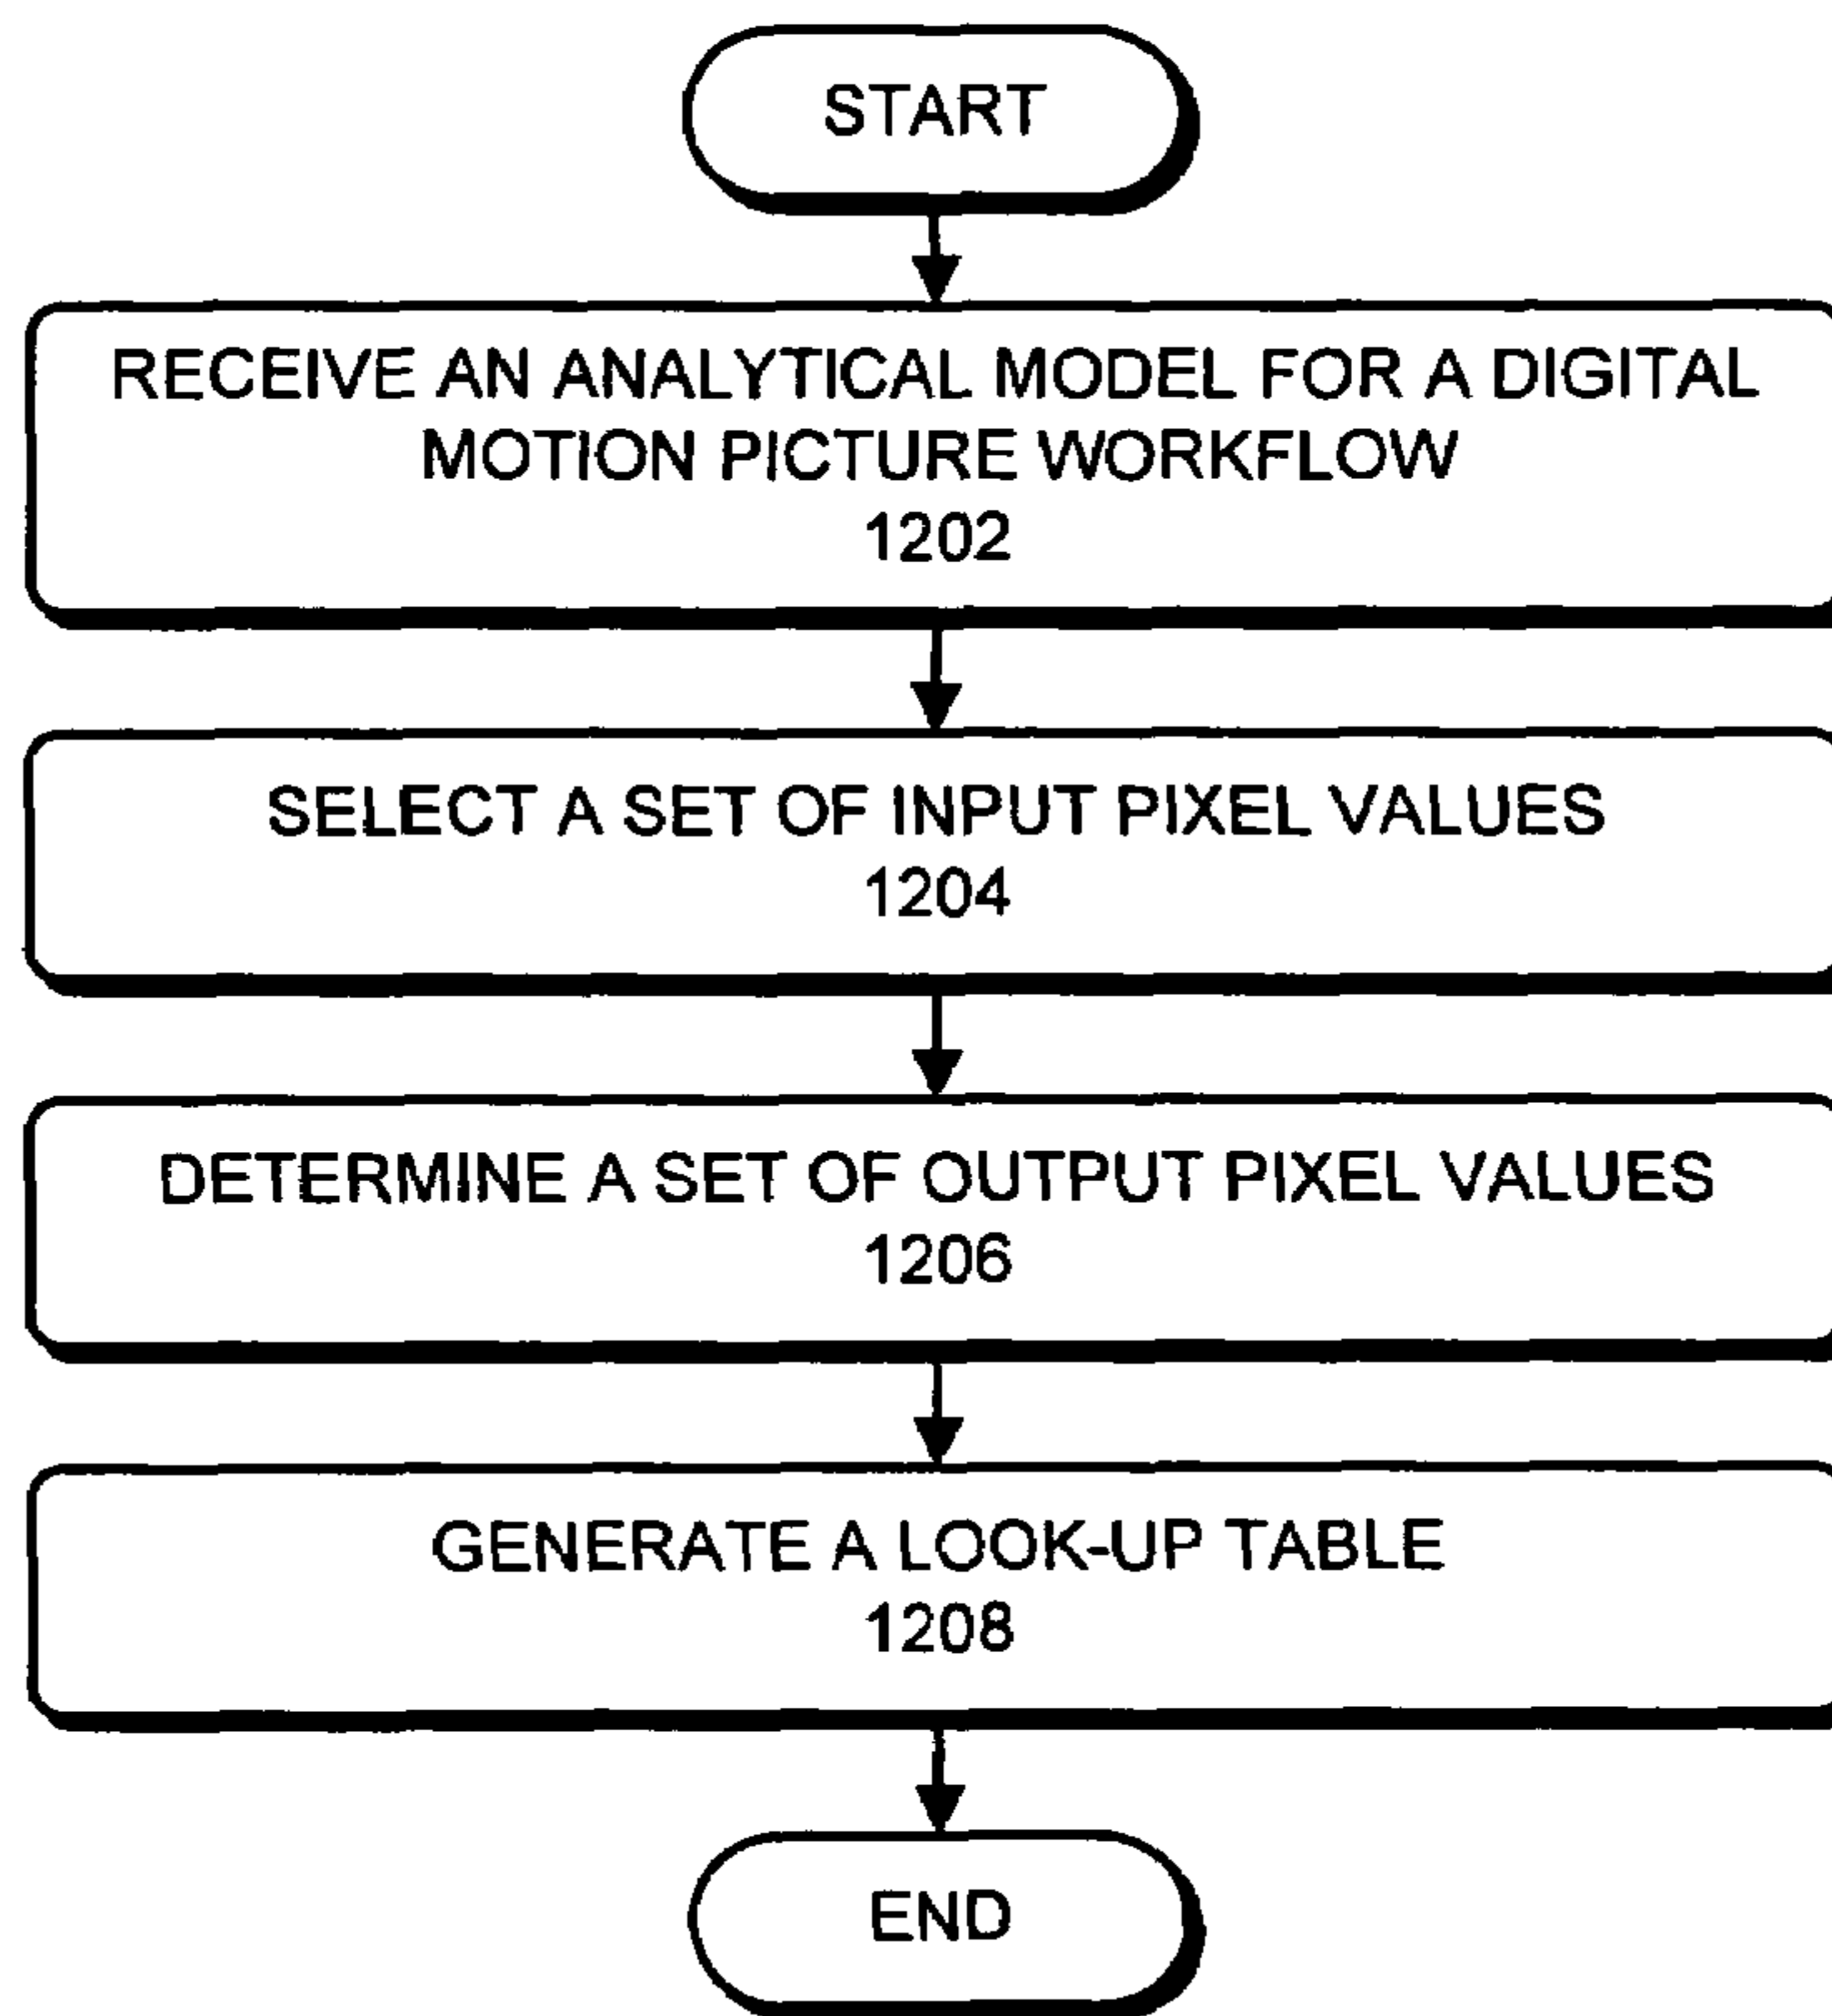 START
RECEIVE AN ANALYTICAL MODEL FOR A DIGITAL
MOTION PICTURE WORKFLOW
1202
SELECT A SET OF INPUT PIXEL VALUES
1204
DETERMINE A SET OF OUTPUT PIXEL VALUES
1206
GENERATE A LOOK-UP TABLE
1208
END